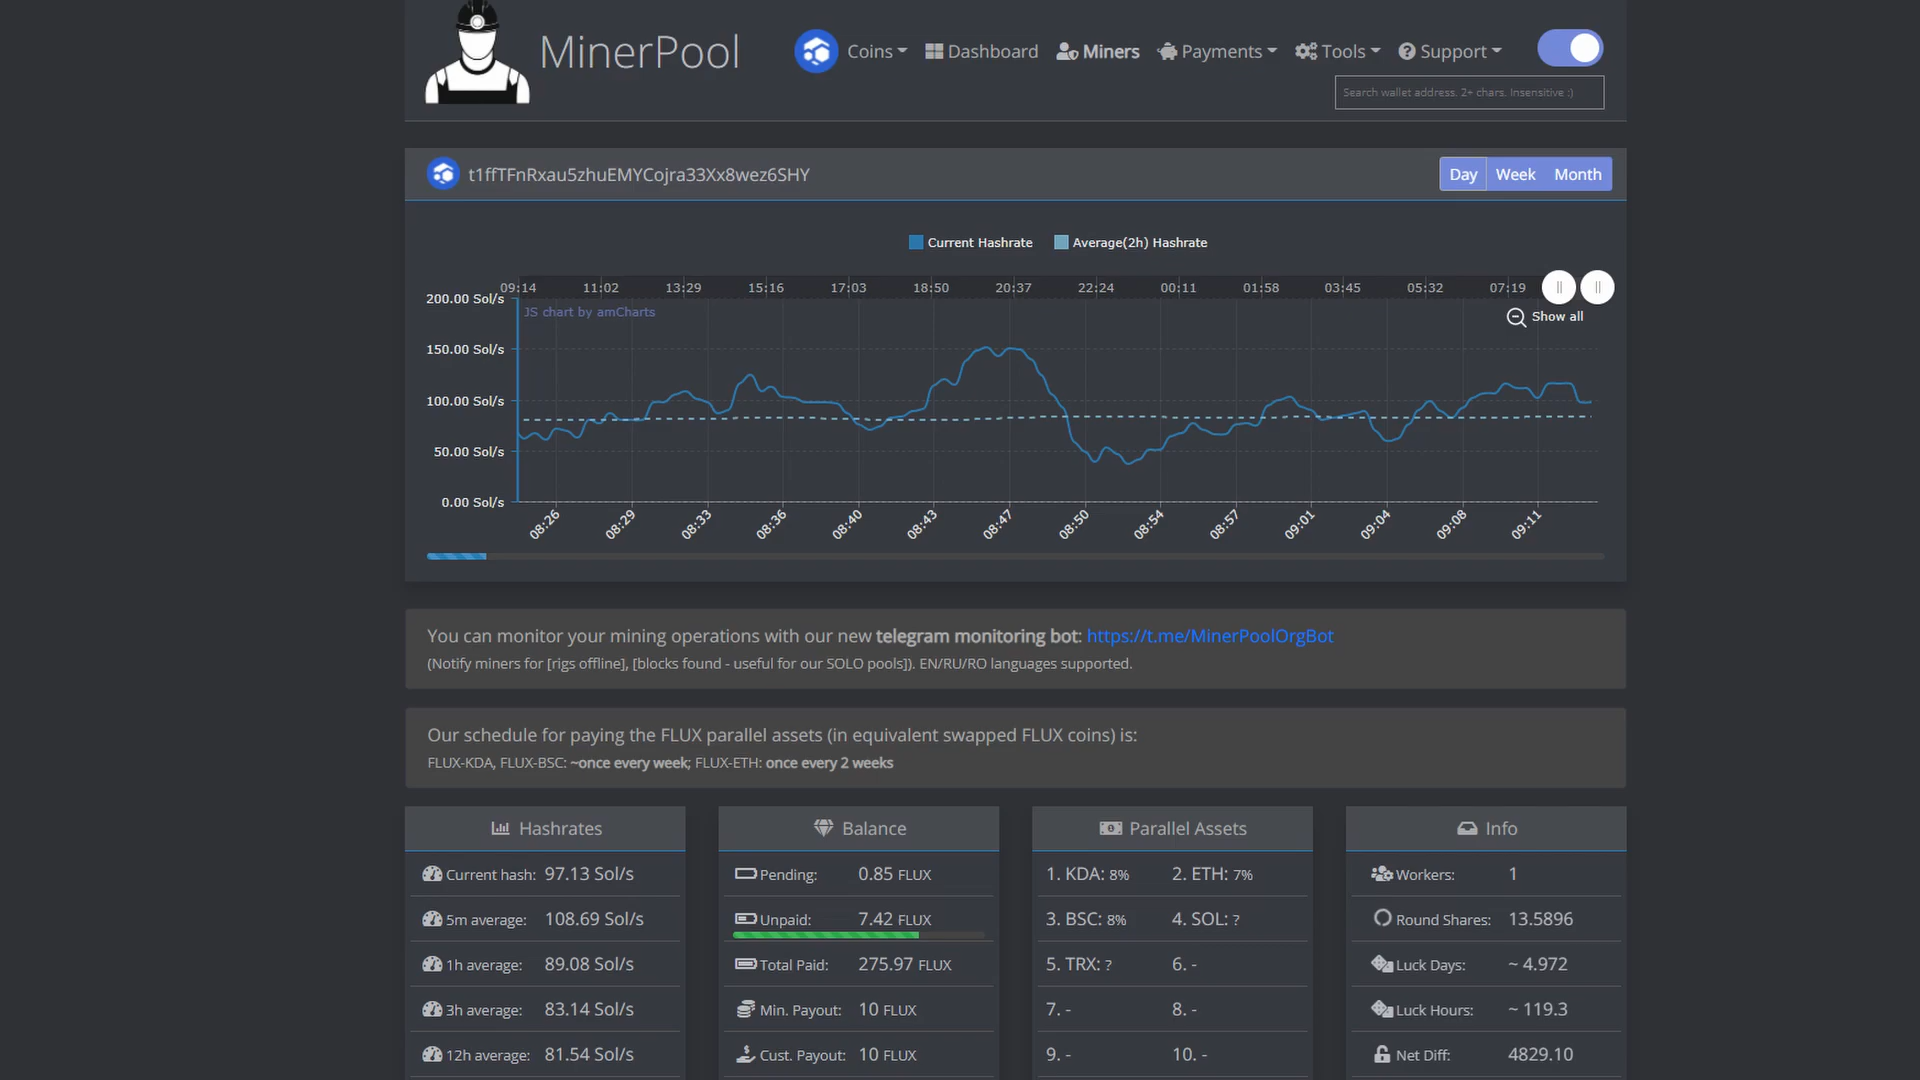 MinerPool
Coins
Dashboard
Miners
Payments
Tools
Support
Search wallet address. 2+ chars. Insensitive :)
t1ffTFnRxau5zhuEMYCojra33Xx8wez6SHY
Day Week Month
Current Hashrate Average(2h) Hashrate
09:14 11:02 13:29 15:16 17:03 18:50 20:37 22:24 00:11 01:58 03:45 05:32 07:19
JS chart by amCharts
Show all
200.00 Sol/s
150.00 Sol/s
100.00 Sol/s
50.00 Sol/s
0.00 Sol/s
08:26 08:29 08:33 08:36 08:40 08:43 08:47 08:50 08:54 08:57 09:01 09:04 09:08 09:11
You can monitor your mining operations with our new telegram monitoring bot: https://t.me/MinerPoolOrgBot
(Notify miners for [rigs offline], [blocks found - useful for our SOLO pools]). EN/RU/RO languages supported.
Our schedule for paying the FLUX parallel assets (in equivalent swapped FLUX coins) is:
FLUX-KDA, FLUX-BSC: ~once every week; FLUX-ETH: once every 2 weeks
Hashrates
Current hash: 97.13 Sol/s
5m average: 108.69 Sol/s
1h average: 89.08 Sol/s
3h average: 83.14 Sol/s
12h average: 81.54 Sol/s
Balance
Pending: 0.85 FLUX
Unpaid: 7.42 FLUX
Total Paid: 275.97 FLUX
Min. Payout: 10 FLUX
Cust. Payout: 10 FLUX
Parallel Assets
1. KDA: 8% 2. ETH: 7%
3. BSC: 8% 4. SOL: ?
5. TRX: ? 6. -
7. - 8. -
9. - 10. -
Info
Workers: 1
Round Shares: 13.5896
Luck Days: ~ 4.972
Luck Hours: ~ 119.3
Net Diff: 4829.10